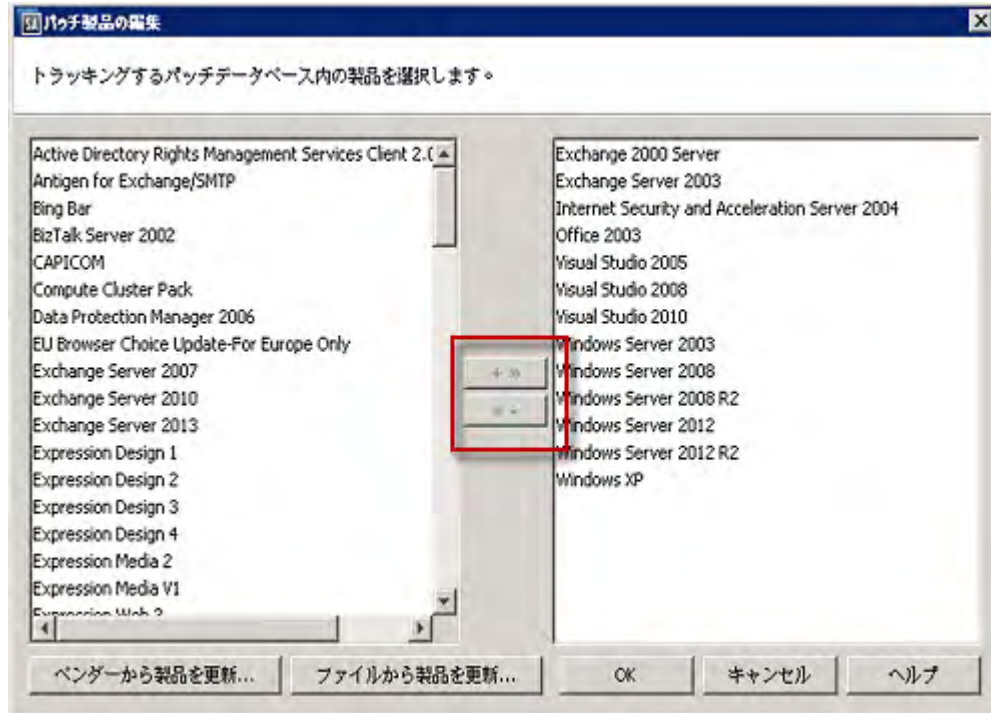 SA パッチ製品の編集
トラッキングするパッチデータベース内の製品を選択します。
Active Directory Rights Management Services Client 2.0
Antigen for Exchange/SMTP
Bing Bar
BizTalk Server 2002
CAPICOM
Compute Cluster Pack
Data Protection Manager 2006
EU Browser Choice Update-For Europe Only
Exchange Server 2007
Exchange Server 2010
Exchange Server 2013
Expression Design 1
Expression Design 2
Expression Design 3
Expression Design 4
Expression Media 2
Expression Media V1
+ »
« -
Exchange 2000 Server
Exchange Server 2003
Internet Security and Acceleration Server 2004
Office 2003
Visual Studio 2005
Visual Studio 2008
Visual Studio 2010
Windows Server 2003
Windows Server 2008
Windows Server 2008 R2
Windows Server 2012
Windows Server 2012 R2
Windows XP
ベンダーから製品を更新...
ファイルから製品を更新...
OK
キャンセル
ヘルプ